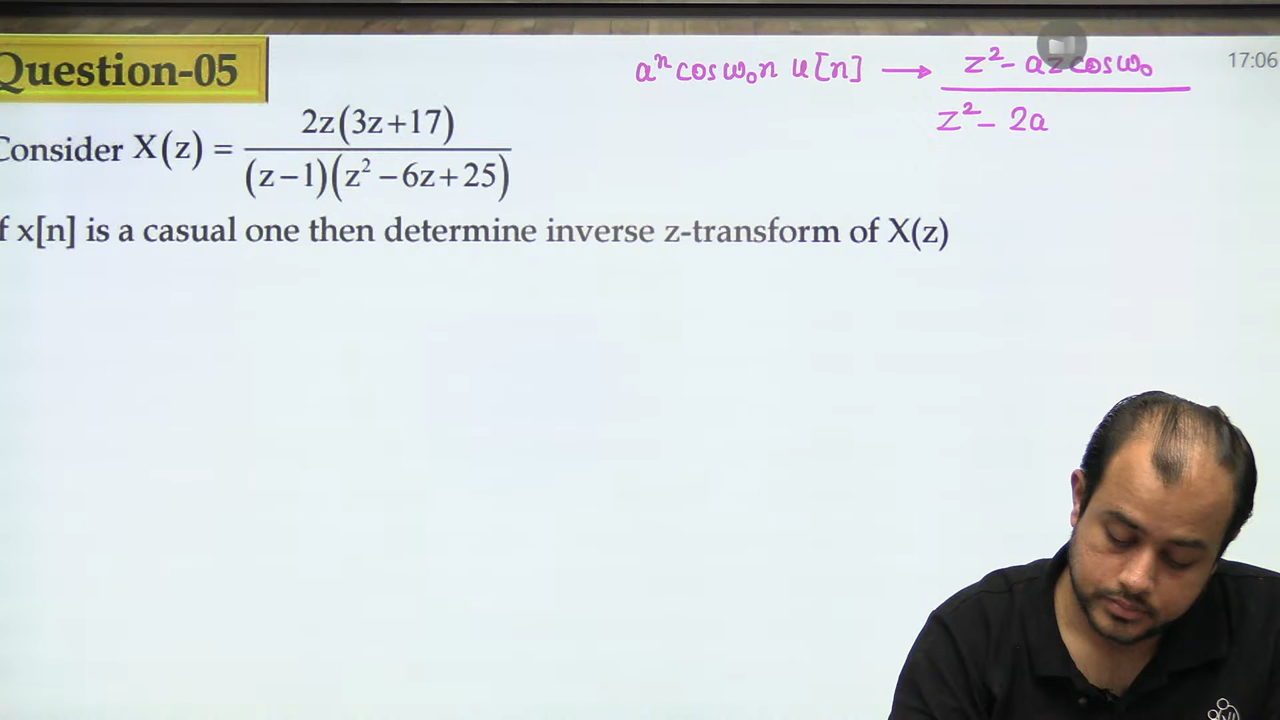 Question-05
a^n cos ω₀n u[n] → (z² - az cos ω₀)/(z² - 2a
17:06
Consider X(z) = 2z(3z+17)/((z-1)(z²-6z+25))
f x[n] is a casual one then determine inverse z-transform of X(z)